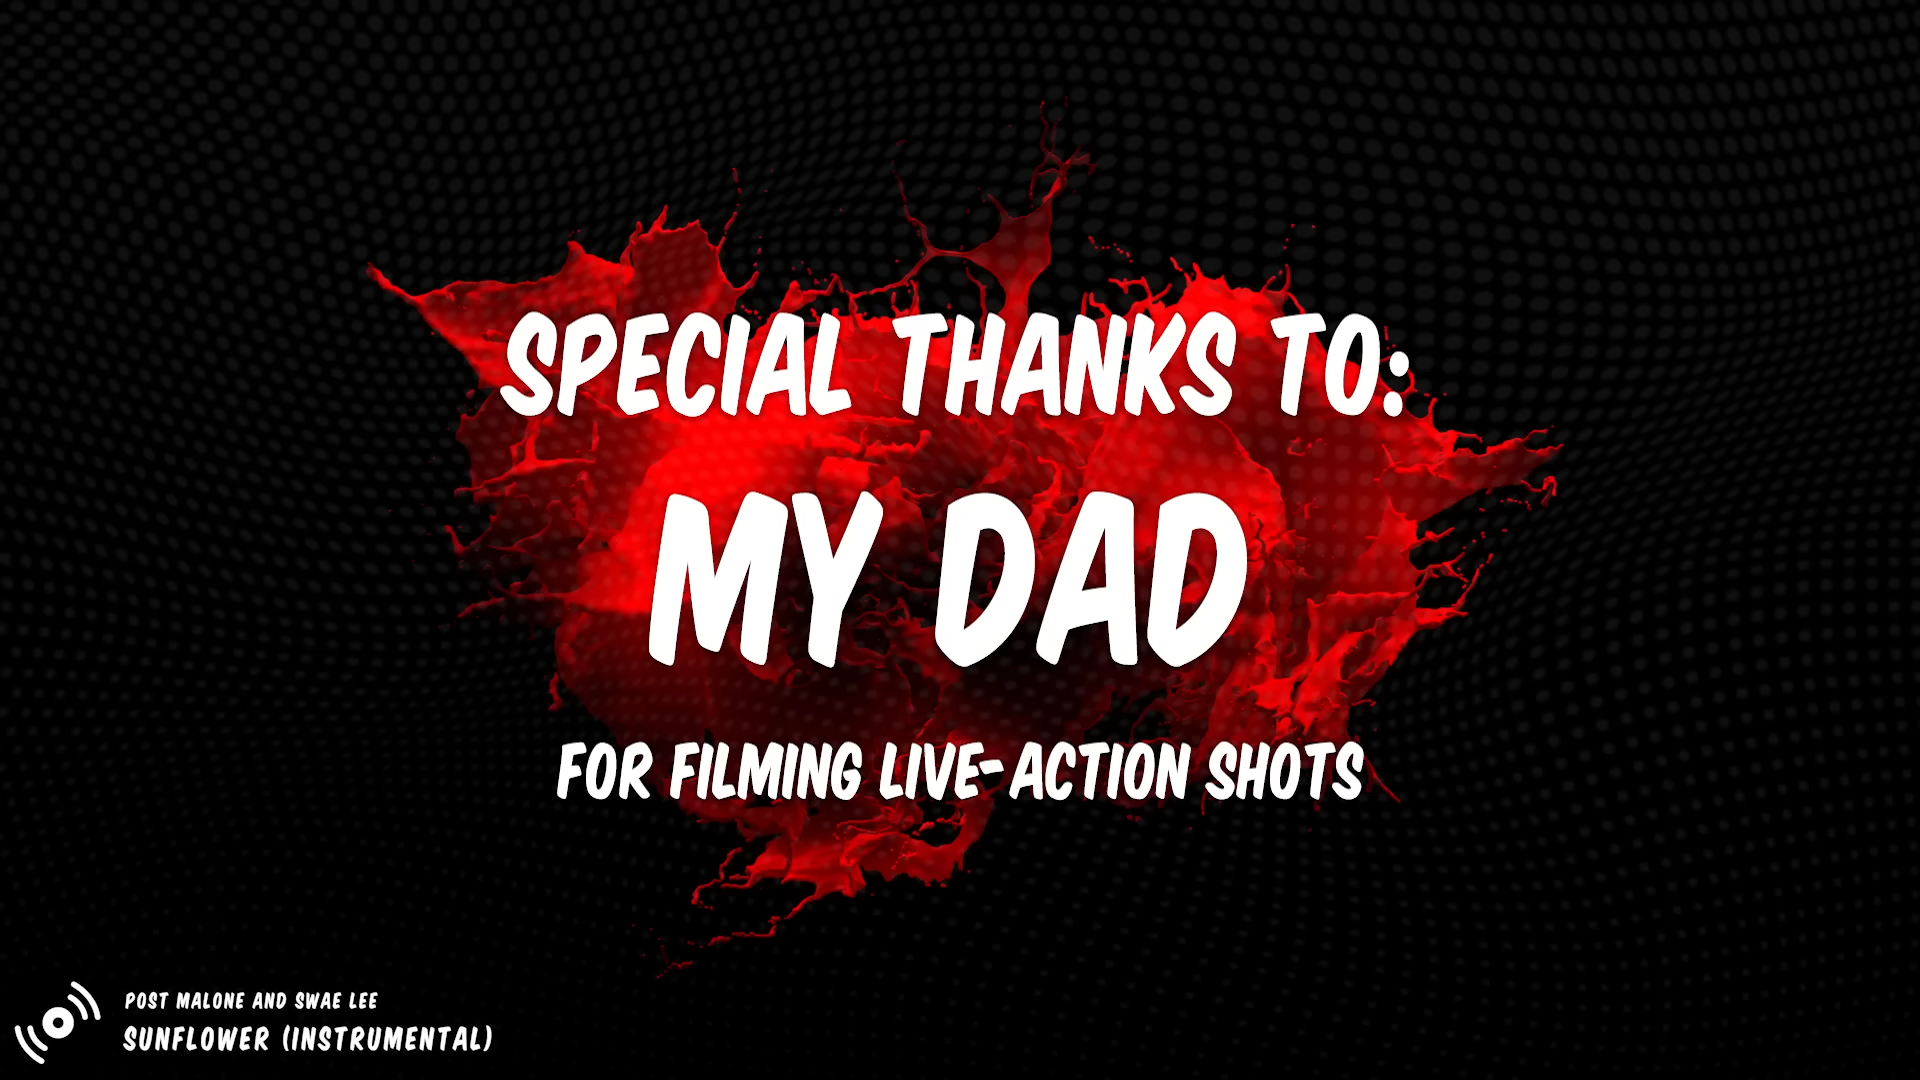 SPECIAL THANKS TO:
MY DAD
FOR FILMING LIVE-ACTION SHOTS
POST MALONE AND SWAE LEE
SUNFLOWER (INSTRUMENTAL)